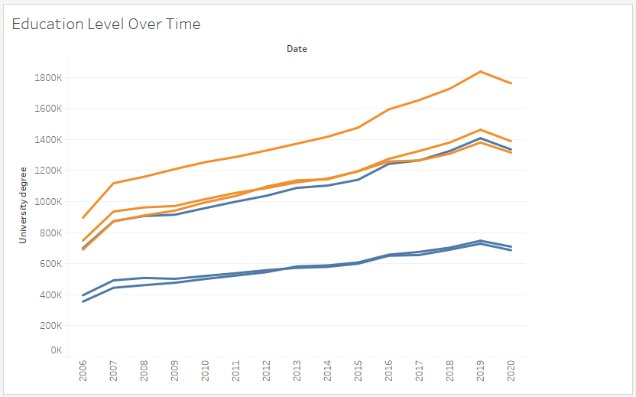 Education Level Over Time
Date
University degree
1800K
1600K
1400K
1200K
1000K
800K
600K
400K
200K
0K
2006
2007
2008
2009
2010
2011
2012
2013
2014
2015
2016
2017
2018
2019
2020